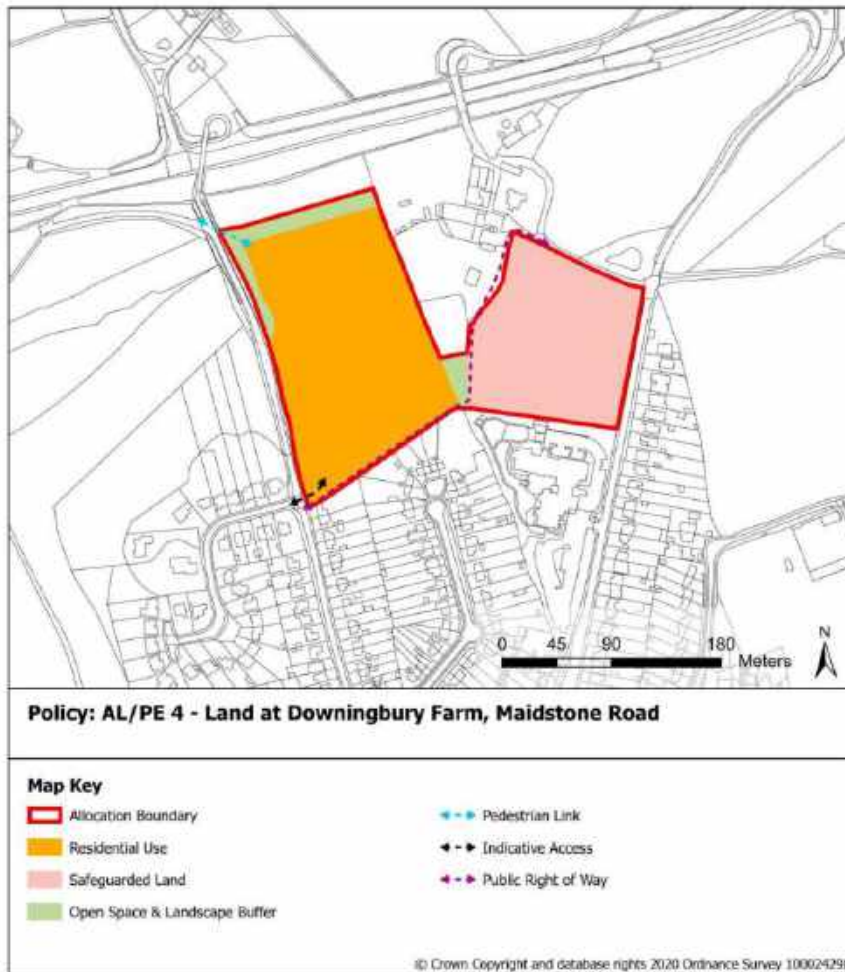 N
0 45 90 180
Meters
Policy: AL/PE 4 - Land at Downingbury Farm, Maidstone Road
Map Key
Allocation Boundary
Residential Use
Safeguarded Land
Open Space & Landscape Buffer
Pedestrian Link
Indicative Access
Public Right of Way
© Crown Copyright and database rights 2020 Ordnance Survey 100024298